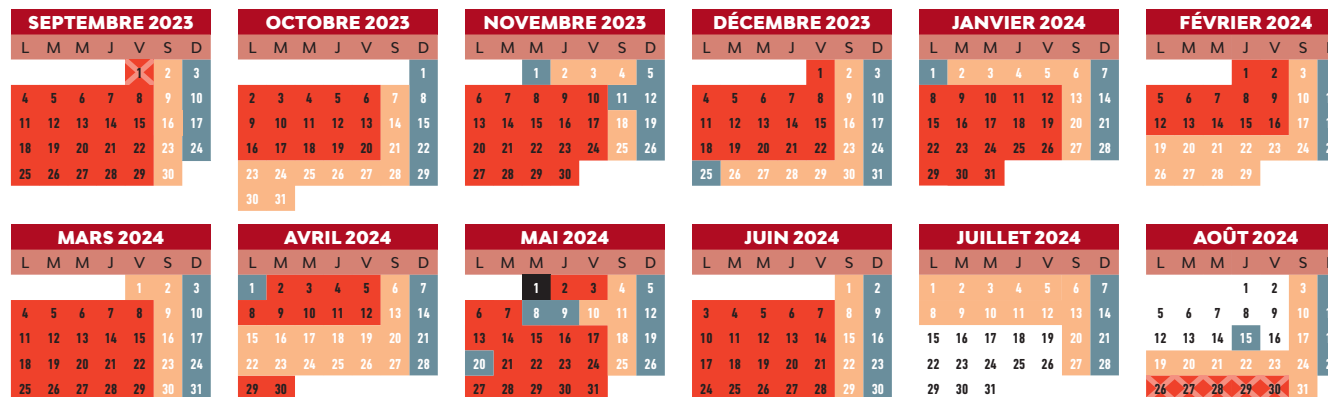 SEPTEMBRE 2023
L M M J V S D
1 2 3
4 5 6 7 8 9 10
11 12 13 14 15 16 17
18 19 20 21 22 23 24
25 26 27 28 29 30
OCTOBRE 2023
L M M J V S D
1
2 3 4 5 6 7 8
9 10 11 12 13 14 15
16 17 18 19 20 21 22
23 24 25 26 27 28 29
30 31
NOVEMBRE 2023
L M M J V S D
1 2 3 4 5
6 7 8 9 10 11 12
13 14 15 16 17 18 19
20 21 22 23 24 25 26
27 28 29 30
DÉCEMBRE 2023
L M M J V S D
1 2 3
4 5 6 7 8 9 10
11 12 13 14 15 16 17
18 19 20 21 22 23 24
25 26 27 28 29 30 31
JANVIER 2024
L M M J V S D
1 2 3 4 5 6 7
8 9 10 11 12 13 14
15 16 17 18 19 20 21
22 23 24 25 26 27 28
29 30 31
FÉVRIER 2024
L M M J V S
1 2 3
5 6 7 8 9 10
12 13 14 15 16 17
19 20 21 22 23 24
26 27 28 29
MARS 2024
L M M J V S D
1 2 3
4 5 6 7 8 9 10
11 12 13 14 15 16 17
18 19 20 21 22 23 24
25 26 27 28 29 30 31
AVRIL 2024
L M M J V S D
1 2 3 4 5 6 7
8 9 10 11 12 13 14
15 16 17 18 19 20 21
22 23 24 25 26 27 28
29 30
MAI 2024
L M M J V S D
1 2 3 4 5
6 7 8 9 10 11 12
13 14 15 16 17 18 19
20 21 22 23 24 25 26
27 28 29 30 31
JUIN 2024
L M M J V S D
1 2
3 4 5 6 7 8 9
10 11 12 13 14 15 16
17 18 19 20 21 22 23
24 25 26 27 28 29 30
JUILLET 2024
L M M J V S D
1 2 3 4 5 6 7
8 9 10 11 12 13 14
15 16 17 18 19 20 21
22 23 24 25 26 27 28
29 30 31
AOÛT 2024
L M M J V S
1 2 3
5 6 7 8 9 10
12 13 14 15 16 17
19 20 21 22 23 24
26 27 28 29 30 31